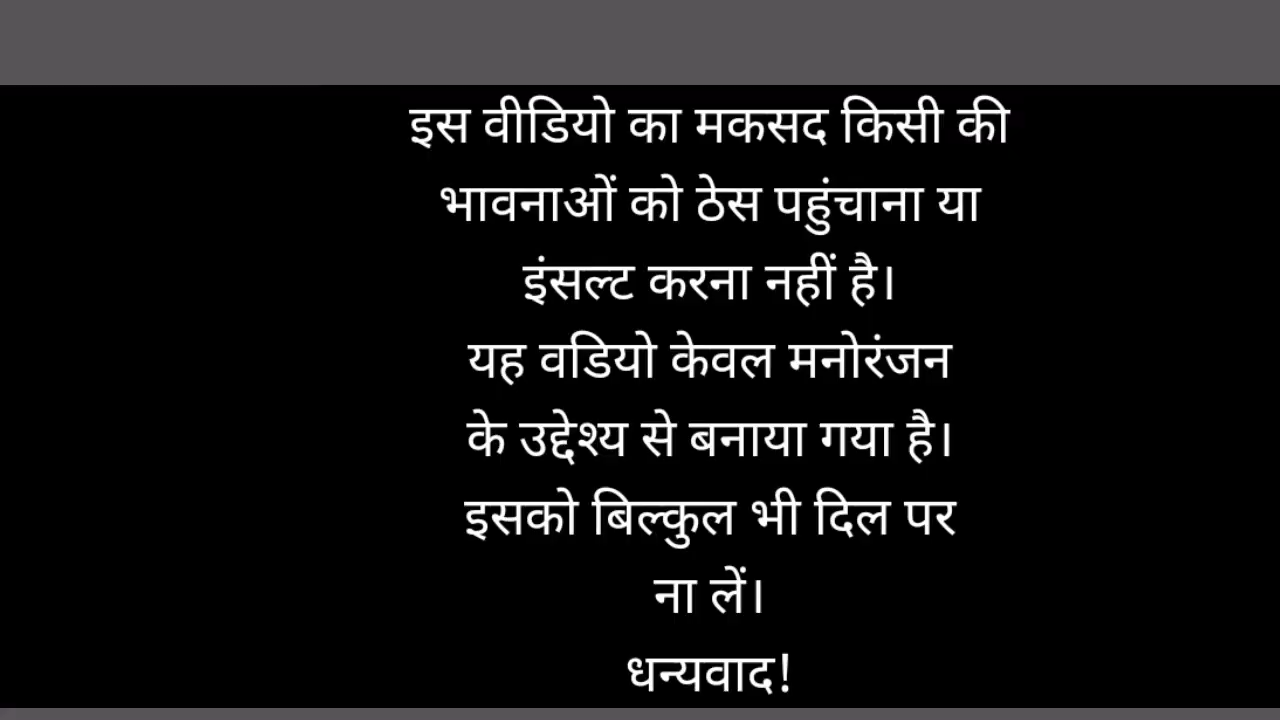 इस वीडियो का मकसद किसी की
भावनाओं को ठेस पहुंचाना या
इंसल्ट करना नहीं है।
यह वडियो केवल मनोरंजन
के उद्देश्य से बनाया गया है।
इसको बिल्कुल भी दिल पर
ना लें।
धन्यवाद!